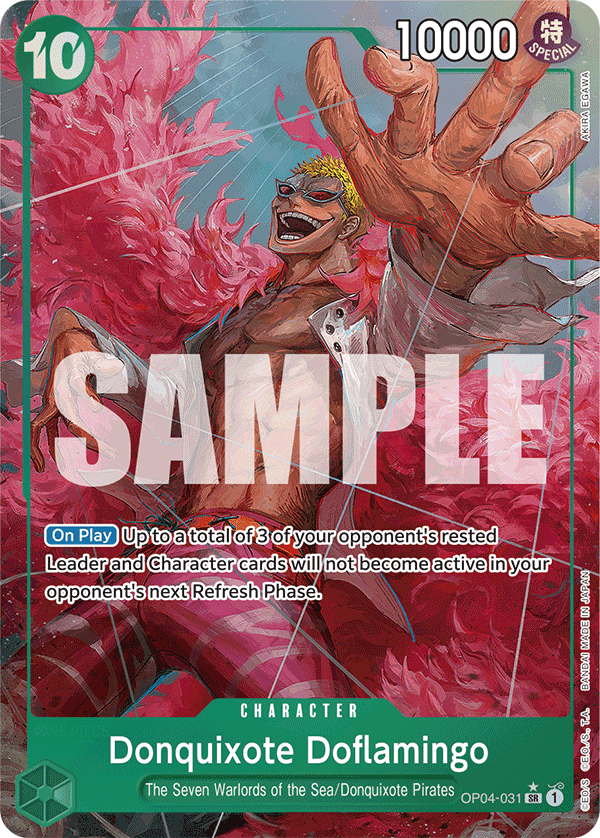 10
10000
特
SPECIAL
AKIRA EGAWA
SAMPLE
On Play Up to a total of 3 of your opponent's rested
Leader and Character cards will not become active in your
opponent's next Refresh Phase.
BANDAI MADE IN JAPAN
CHARACTER
Donquixote Doflamingo
The Seven Warlords of the Sea/Donquixote Pirates
OP04-031 SR 1